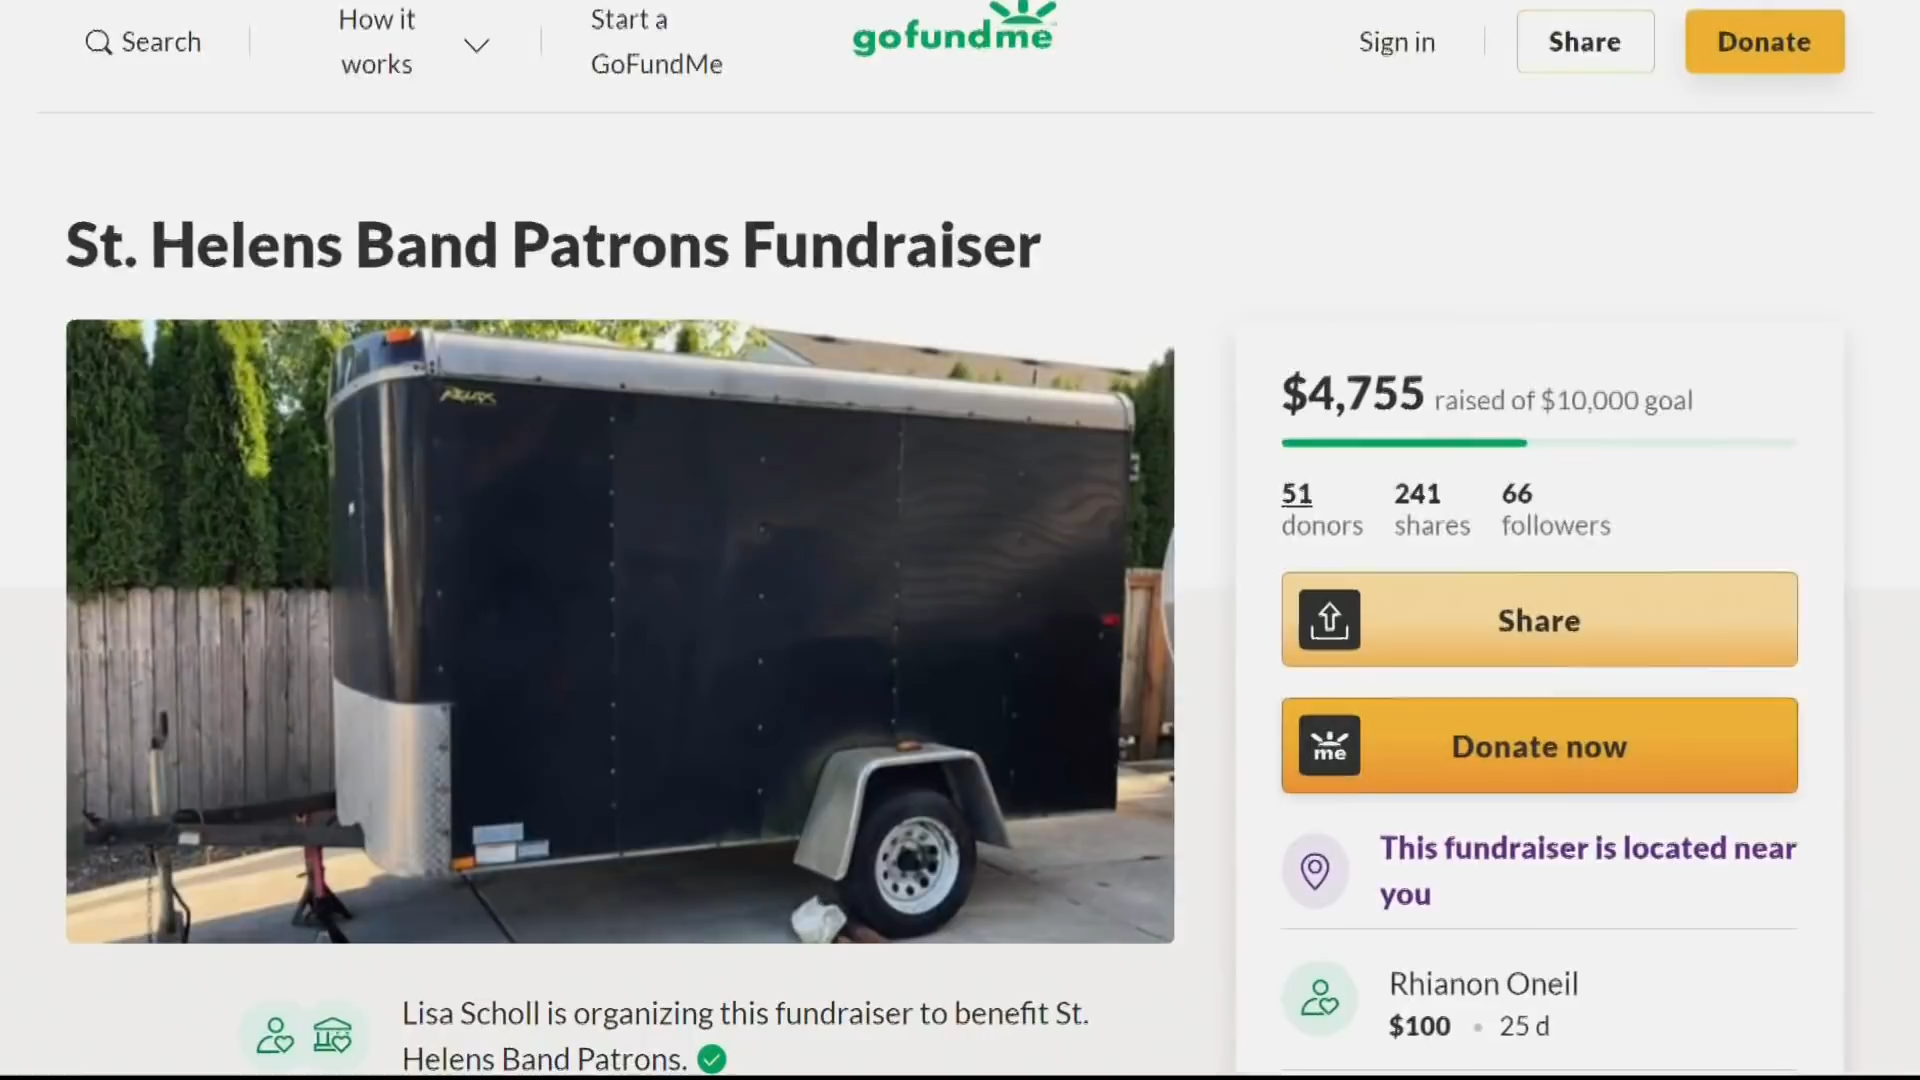 Search
How it
works
Start a
GoFundMe
gofundme
Sign in
Share
Donate
St. Helens Band Patrons Fundraiser
$4,755 raised of $10,000 goal
51 241 66
donors shares followers
Share
me Donate now
This fundraiser is located near
you
Rhianon Oneil
$100 • 25 d
Lisa Scholl is organizing this fundraiser to benefit St.
Helens Band Patrons.